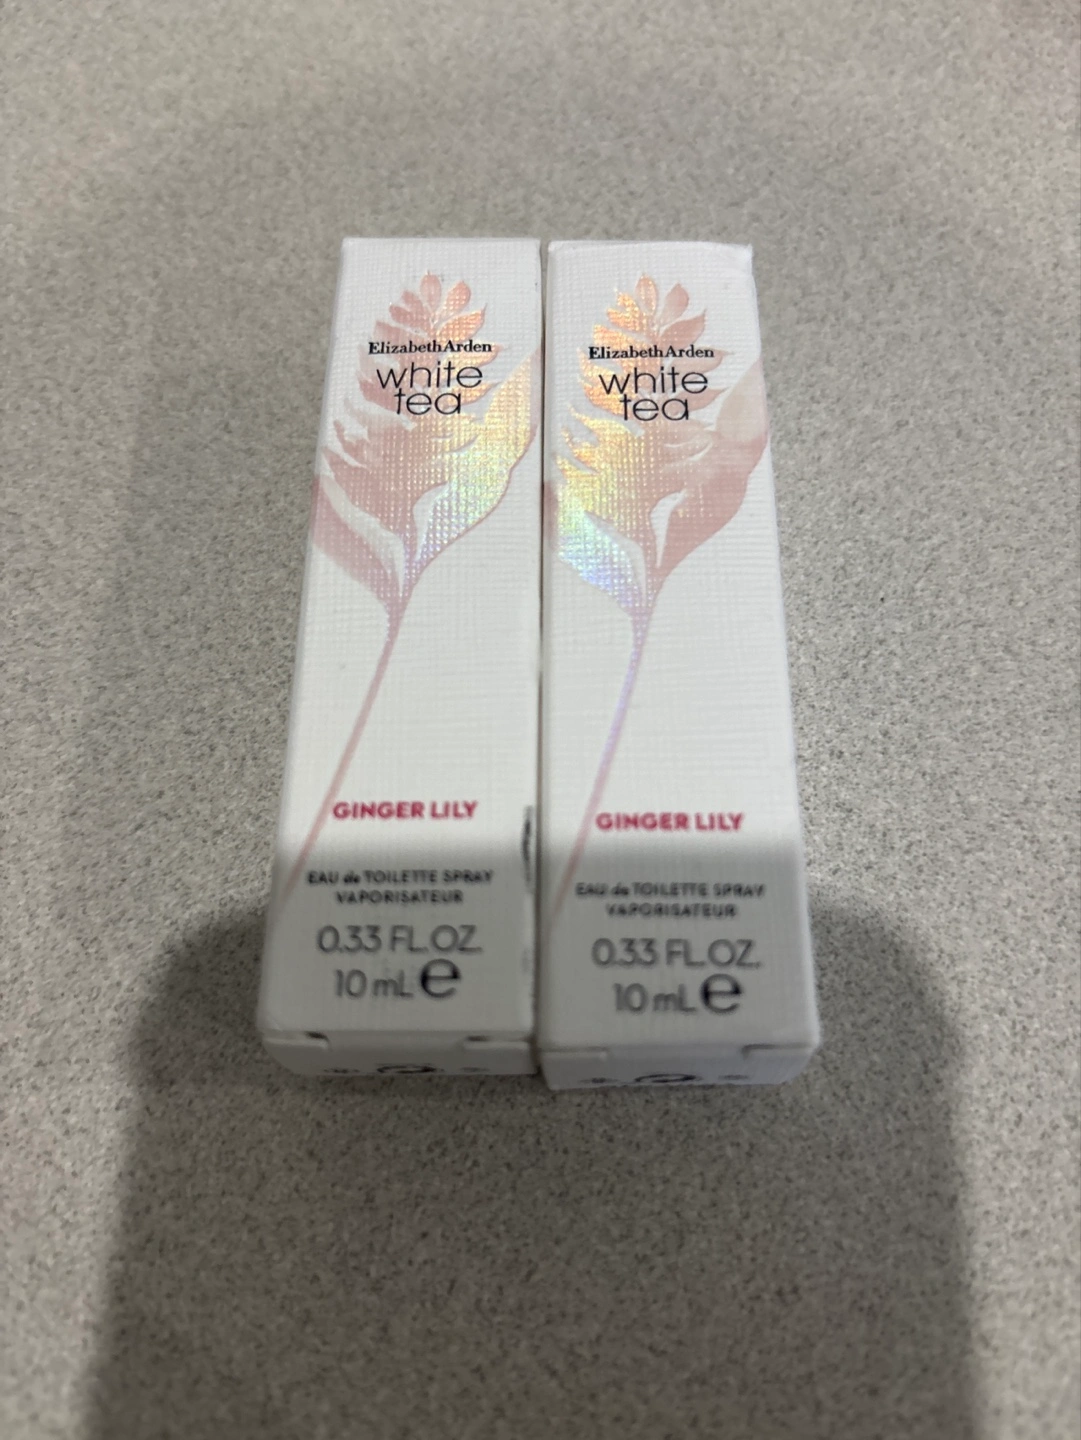 ElizabethArden
white
tea
GINGER LILY
EAU de TOILETTE SPRAY
VAPORISATEUR
0.33 FL.OZ.
10 mL e
ElizabethArden
white
tea
GINGER LILY
EAU de TOILETTE SPRAY
VAPORISATEUR
0.33 FL.OZ.
10 mL e